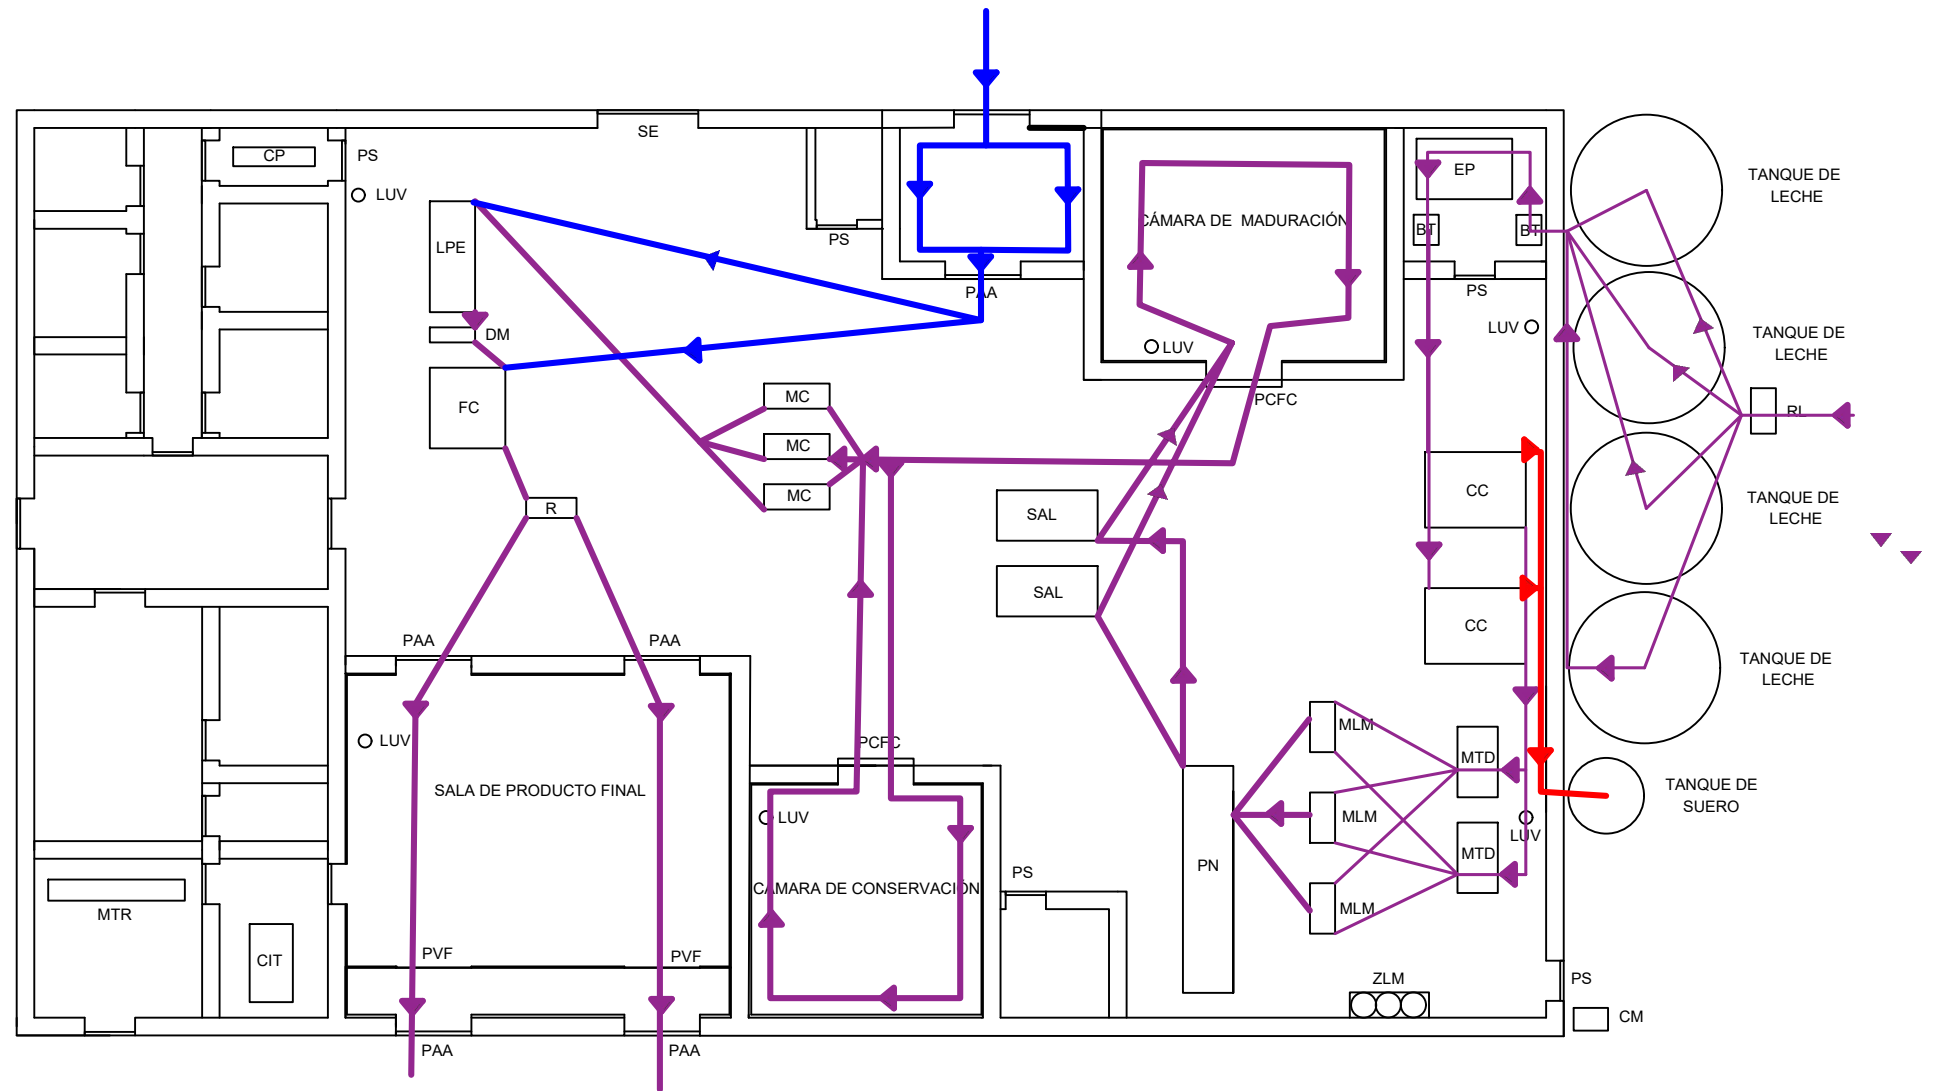 SE
CP
PS
LUV
PS
LPE
DM
FC
PAA
CÁMARA DE MADURACIÓN
LUV
PCFC
EP
BT
BT
PS
LUV
TANQUE DE
LECHE
TANQUE DE
LECHE
RL
TANQUE DE
LECHE
TANQUE DE
LECHE
TANQUE DE
SUERO
MC
MC
MC
R
SAL
SAL
CC
CC
PAA
PAA
LUV
SALA DE PRODUCTO FINAL
PCFC
LUV
CÁMARA DE CONSERVACIÓN
MLM
MLM
MLM
MTD
MTD
LUV
PN
PS
MTR
CIT
PVF
PVF
ZLM
PS
CM
PAA
PAA